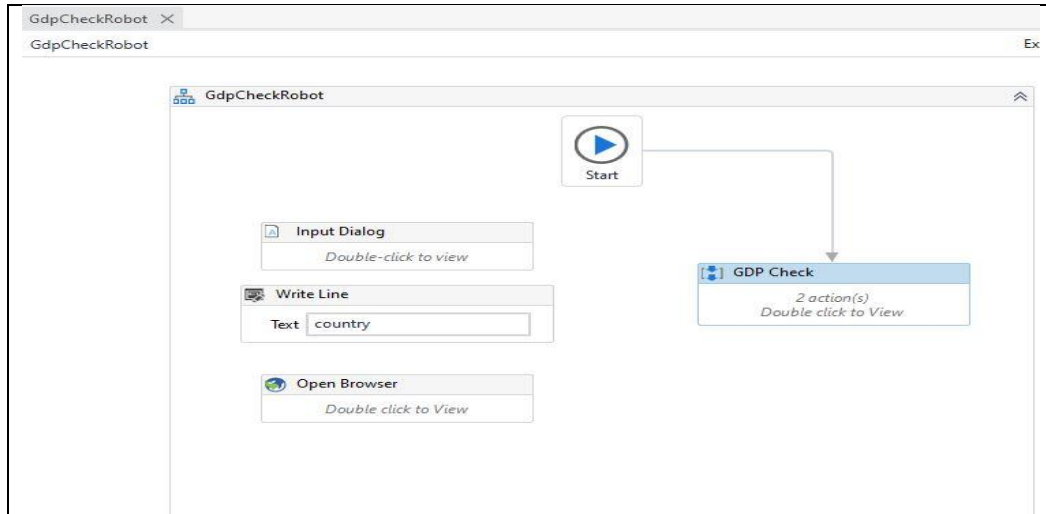 GdpCheckRobot
GdpCheckRobot
Ex
GdpCheckRobot
Start
Input Dialog
Double-click to view
GDP Check
2 action(s)
Double click to View
Write Line
Text country
Open Browser
Double click to View